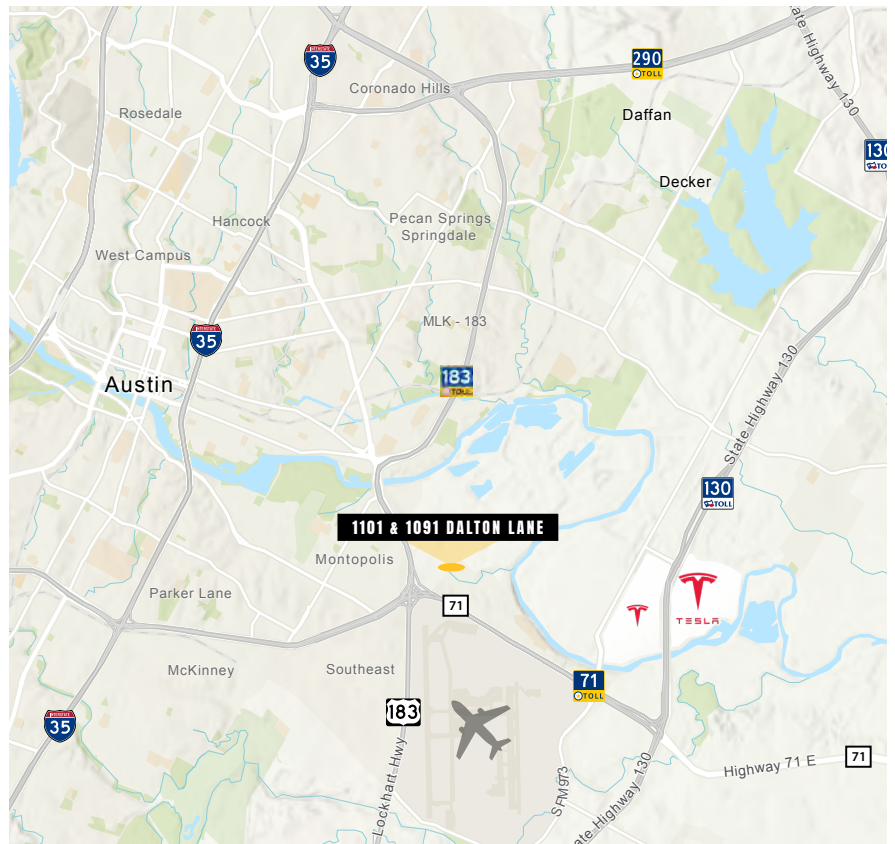 State Highway 130
35
INTERSTATE
290
TOLL
Coronado Hills
Rosedale
Daffan
130
Decker
Hancock
Pecan Springs
Springdale
West Campus
MLK - 183
35
State Highway 130
183
TOLL
Austin
130
TOLL
1101 & 1091 DALTON LANE
Montopolis
71
Parker Lane
TESLA
McKinney
Southeast
71
TOLL
183
35
Highway 71 E
71
Lockhart Hwy
SFM973
ate Highway 130